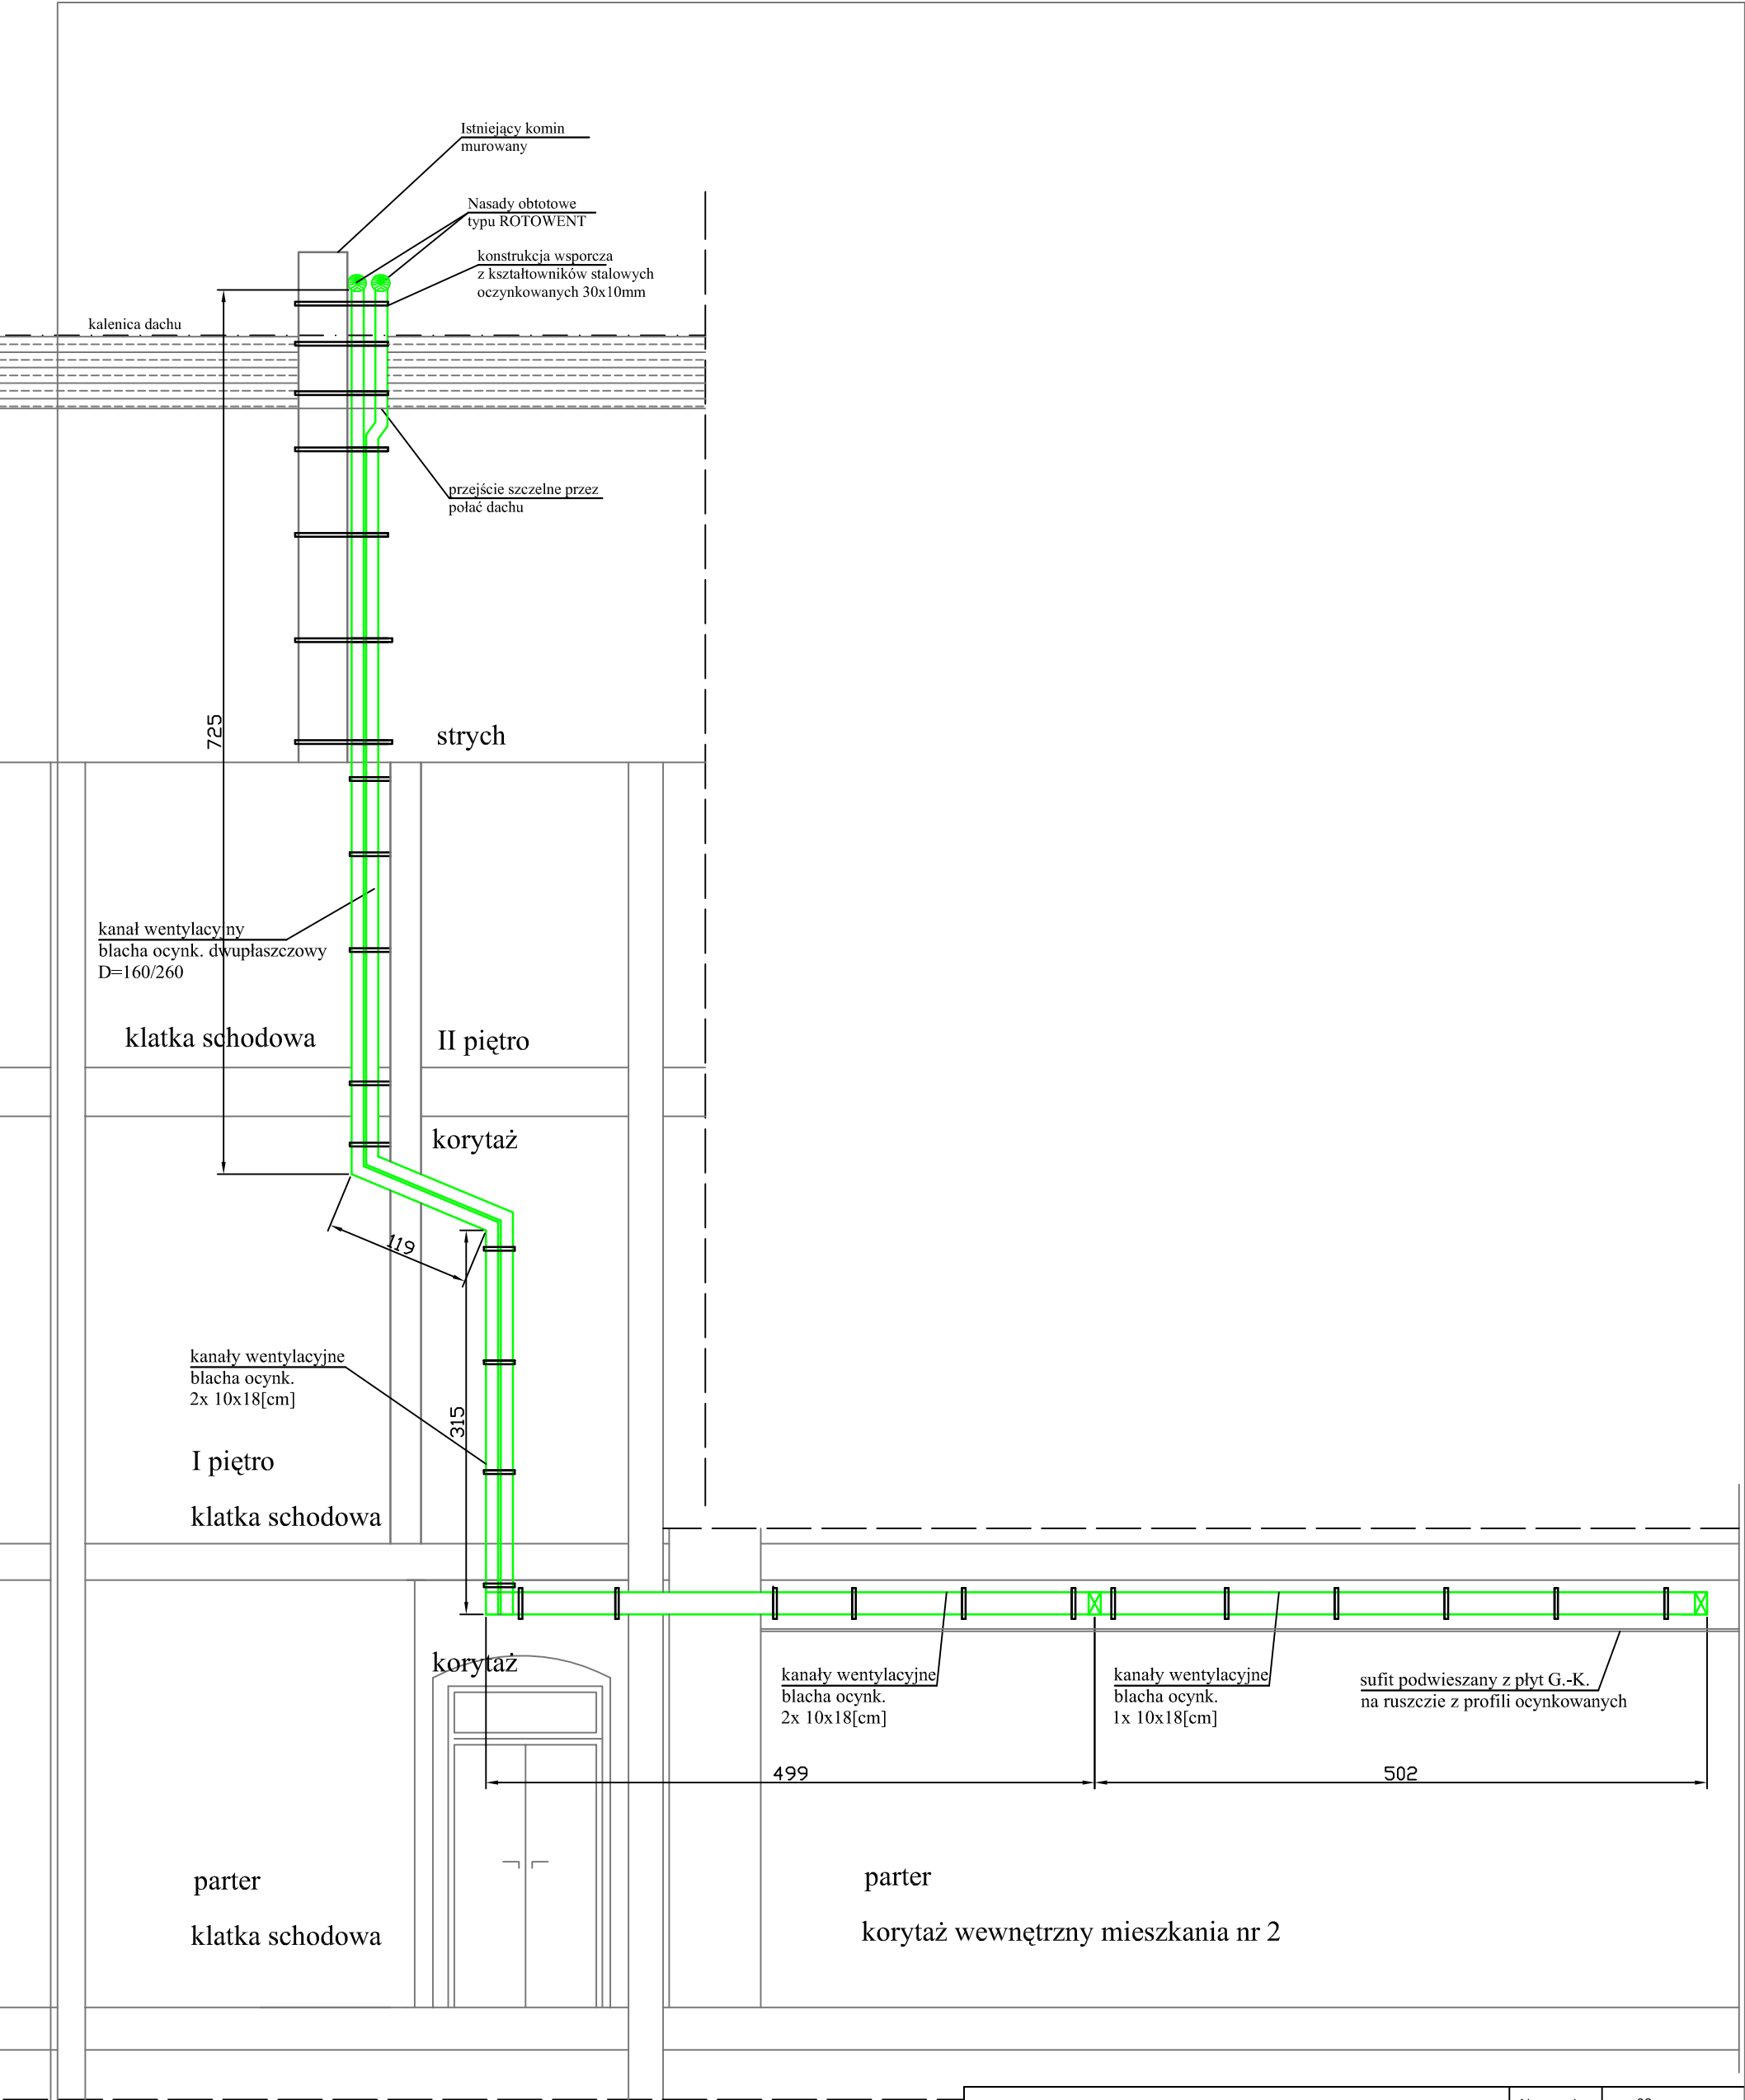 Istniejący komin
murowany
Nasady obtotowe
typu ROTOWENT
konstrukcja wsporcza
z kształtowników stalowych
oczynkowanych 30x10mm
kalenica dachu
przejście szczelne przez
połać dachu
725
strych
kanał wentylacyjny
blacha ocynk. dwupłaszczowy
D=160/260
klatka schodowa
II piętro
korytaż
119
kanały wentylacyjne
blacha ocynk.
2x 10x18[cm]
315
I piętro
klatka schodowa
korytaż
kanały wentylacyjne
blacha ocynk.
2x 10x18[cm]
kanały wentylacyjne
blacha ocynk.
1x 10x18[cm]
sufit podwieszany z płyt G.-K.
na ruszczie z profili ocynkowanych
499
502
parter
klatka schodowa
parter
korytaż wewnętrzny mieszkania nr 2